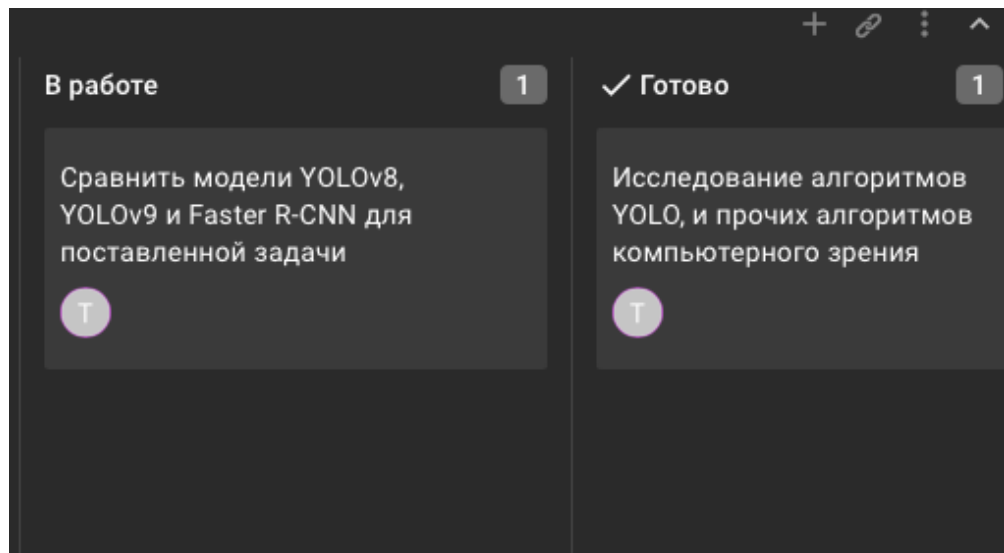 В работе
1
Сравнить модели YOLOv8,
YOLOv9 и Faster R-CNN для
поставленной задачи
T
Готово
1
Исследование алгоритмов
YOLO, и прочих алгоритмов
компьютерного зрения
T